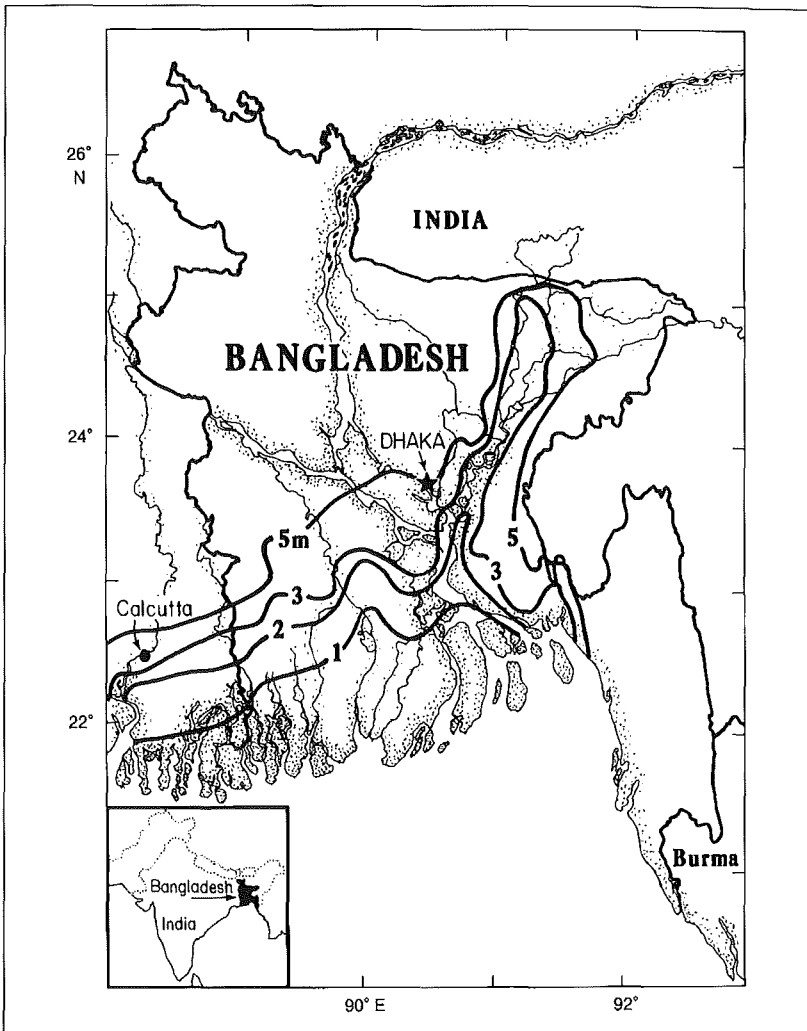 26°
N
INDIA
BANGLADESH
24°
DHAKA
5m
5
3
3
Calcutta
2
1
22°
Burma
Bangladesh
India
90° E
92°